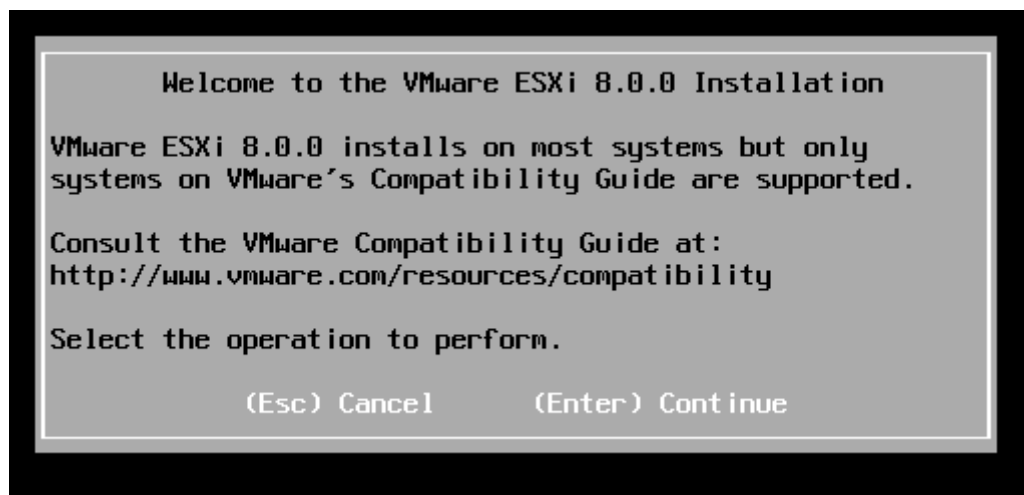 Welcome to the VMware ESXi 8.0.0 Installation
VMware ESXi 8.0.0 installs on most systems but only
systems on VMware's Compatibility Guide are supported.
Consult the VMware Compatibility Guide at:
http://www.vmware.com/resources/compatibility
Select the operation to perform.
(Esc) Cancel (Enter) Continue